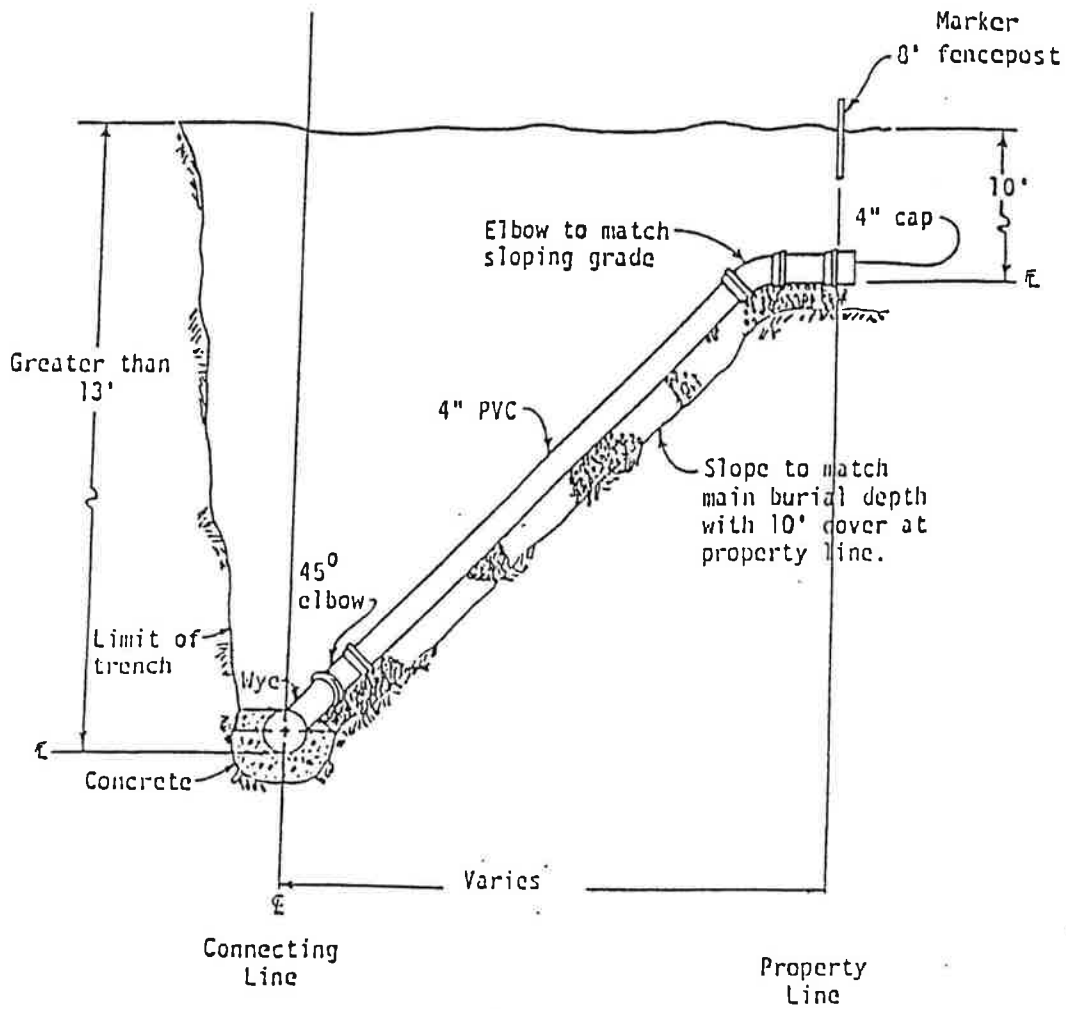 Marker
8' fencepost
10'
4" cap
Elbow to match
sloping grade
℄
Greater than
13'
4" PVC
Slope to match
main burial depth
with 10' cover at
property line.
45⁰
elbow
Limit of
trench
Wye
℄
Concrete
Varies
℄
Connecting
Line
Property
Line